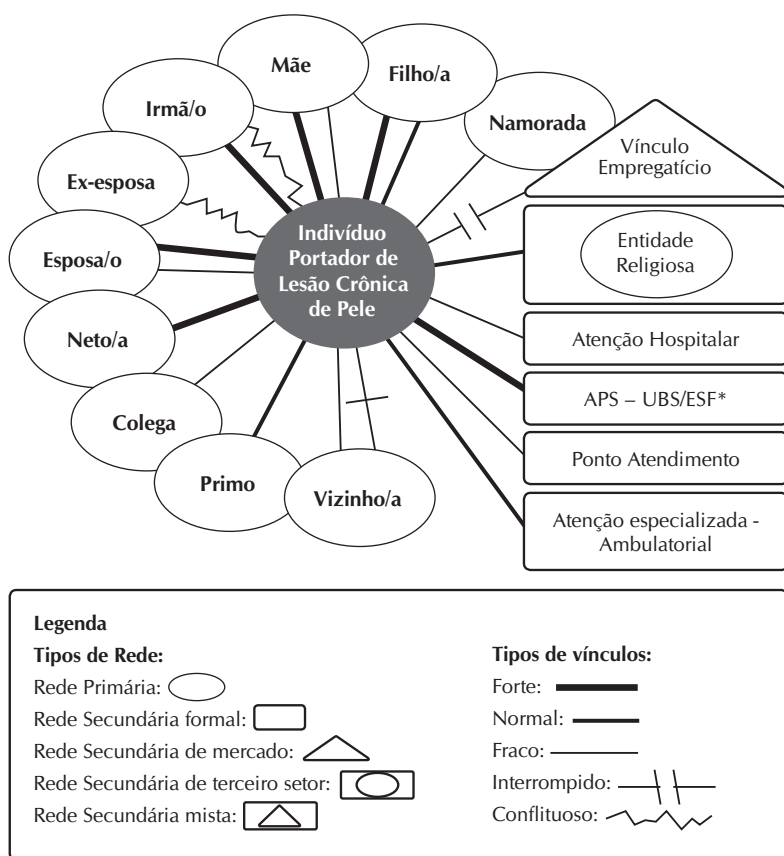 Mãe
Filho/a
Irmã/o
Namorada
Vínculo
Empregatício
Ex-esposa
Indivíduo
Portador de
Lesão Crônica
de Pele
Entidade
Religiosa
Esposa/o
Neto/a
Atenção Hospitalar
APS – UBS/ESF*
Colega
Ponto Atendimento
Primo
Vizinho/a
Atenção especializada -
Ambulatorial
Legenda
Tipos de Rede:
Rede Primária:
Rede Secundária formal:
Rede Secundária de mercado:
Rede Secundária de terceiro setor:
Rede Secundária mista:
Tipos de vínculos:
Forte:
Normal:
Fraco:
Interrompido:
Conflituoso: